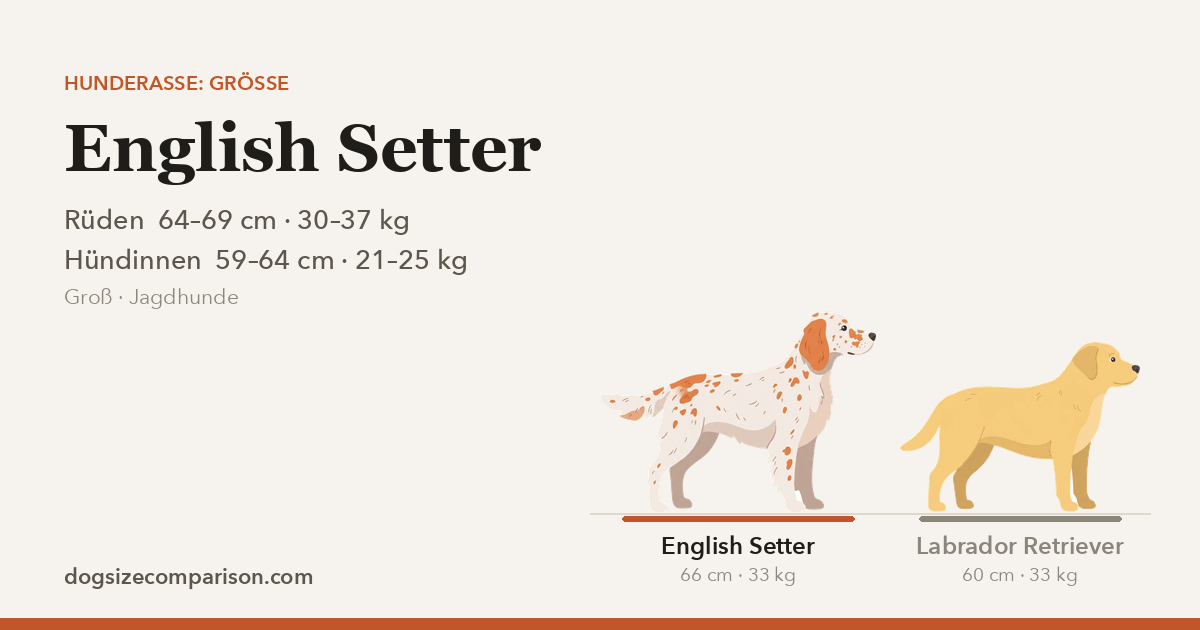 HUNDERASSE: GRÖSSE
English Setter
Rüden 64–69 cm · 30–37 kg
Hündinnen 59–64 cm · 21–25 kg
Groß · Jagdhunde
English Setter
66 cm · 33 kg
Labrador Retriever
60 cm · 33 kg
dogsizecomparison.com